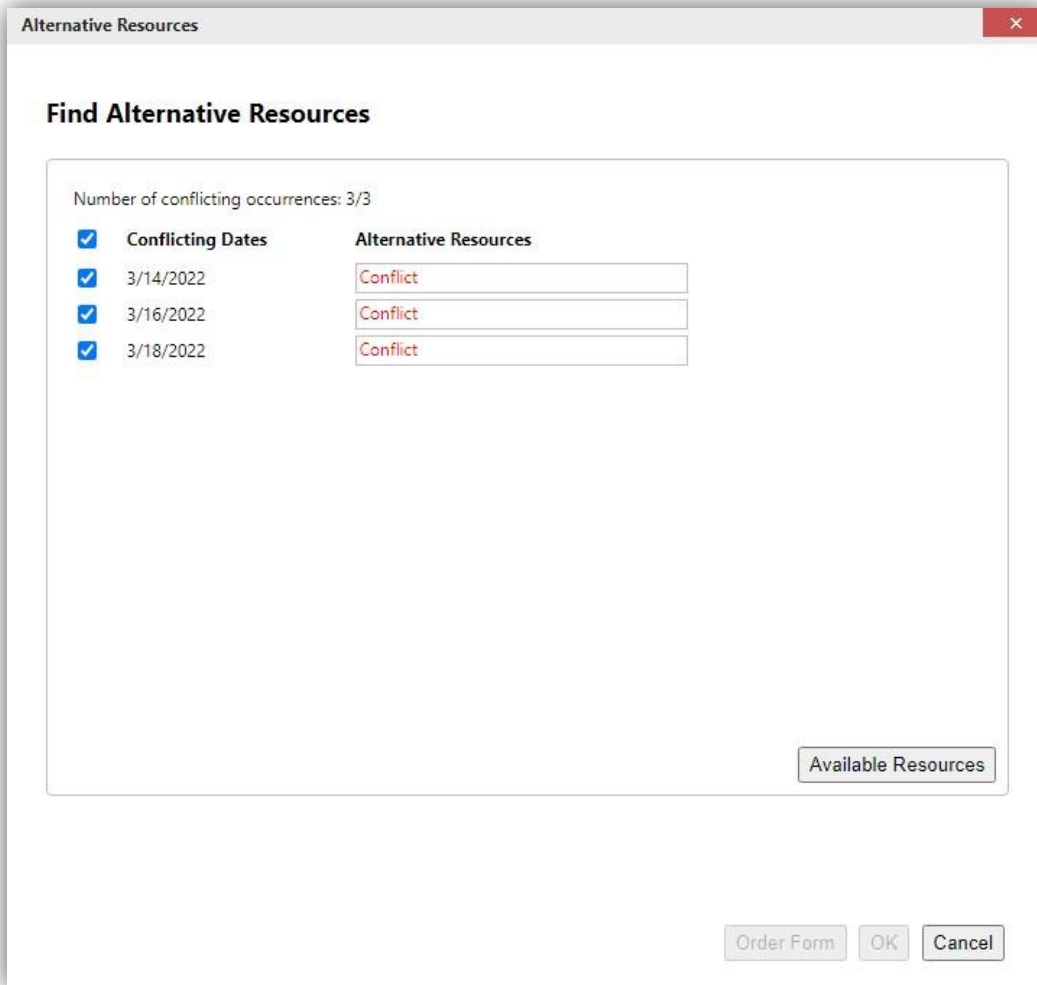 Alternative Resources
Find Alternative Resources
Number of conflicting occurrences: 3/3
Conflicting Dates Alternative Resources
3/14/2022 Conflict
3/16/2022 Conflict
3/18/2022 Conflict
Available Resources
Order Form OK Cancel